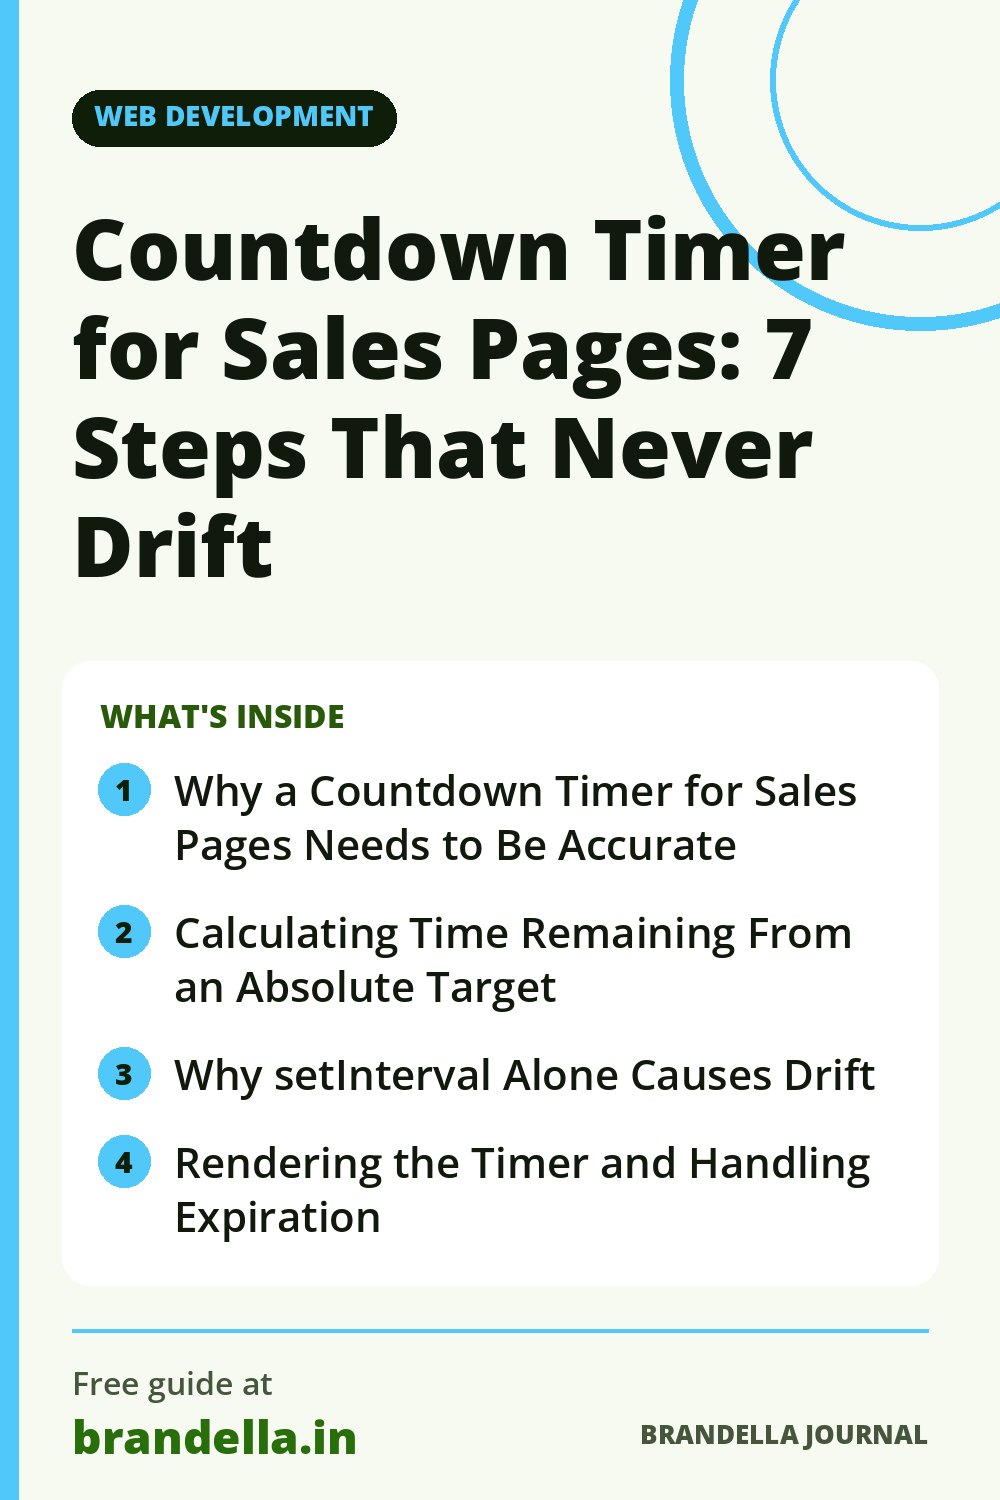 WEB DEVELOPMENT
Countdown Timer
for Sales Pages: 7
Steps That Never
Drift
WHAT'S INSIDE
1 Why a Countdown Timer for Sales
Pages Needs to Be Accurate
2 Calculating Time Remaining From
an Absolute Target
3 Why setInterval Alone Causes Drift
4 Rendering the Timer and Handling
Expiration
Free guide at
brandella.in
BRANDELLA JOURNAL